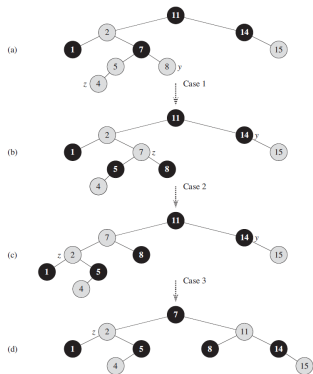 11
2 14
(a) 1 7 15
5 8 y
z 4
Case 1
11
2 14 y
(b) 1 7 z 15
5 8
4
Case 2
11
7 14 y
(c) z 2 8 15
1 5
4
Case 3
7
z 2 11
(d) 1 5 8 14
4 15